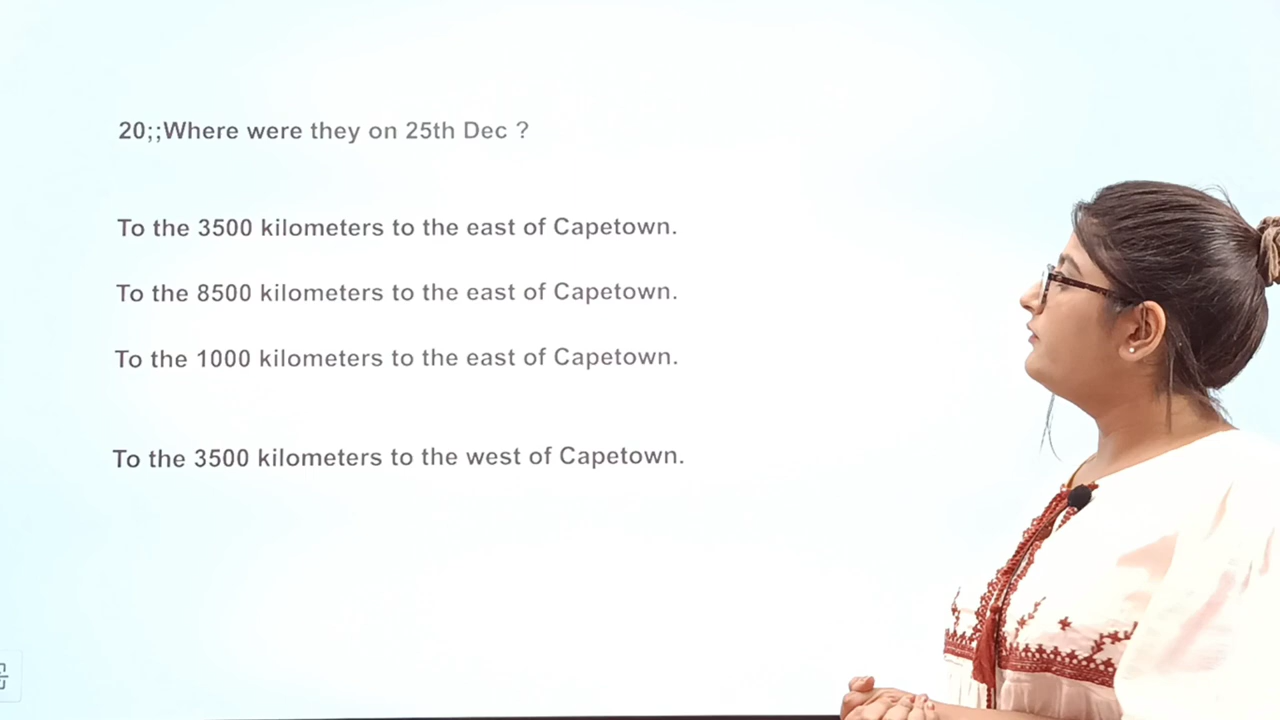 20;;Where were they on 25th Dec ?
To the 3500 kilometers to the east of Capetown.
To the 8500 kilometers to the east of Capetown.
To the 1000 kilometers to the east of Capetown.
To the 3500 kilometers to the west of Capetown.